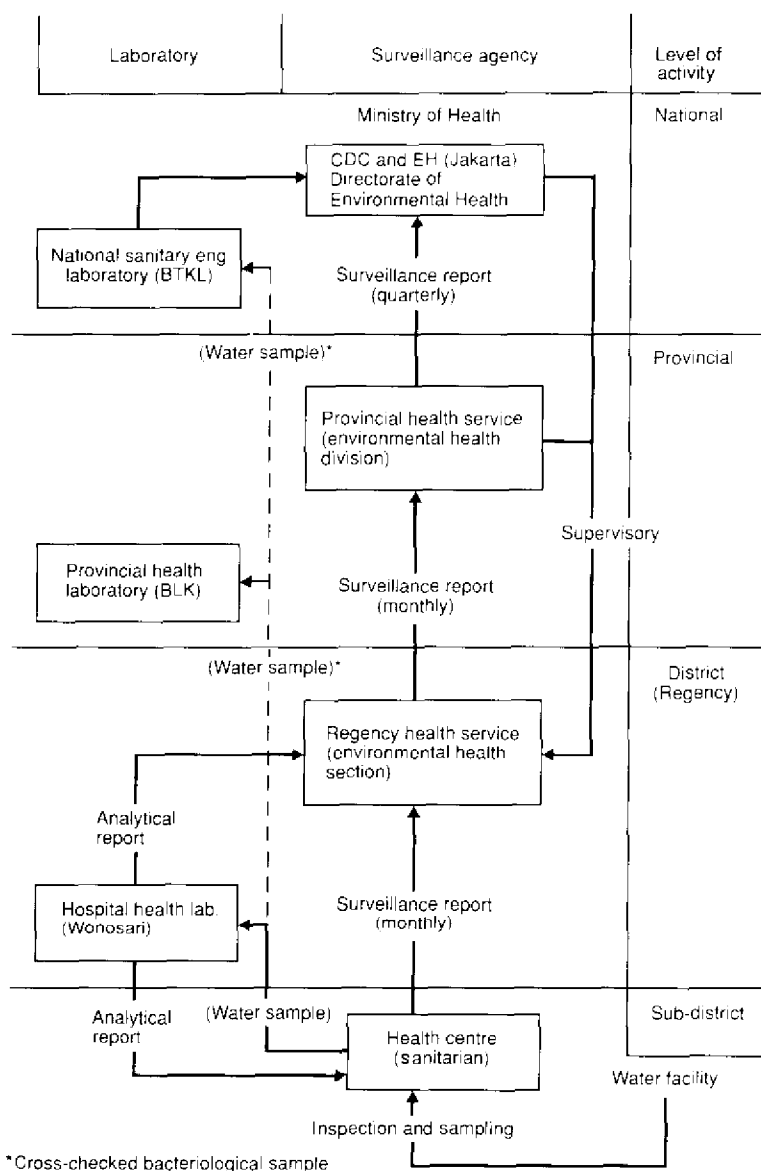 Laboratory
Surveillance agency
Level of
activity
Ministry of Health
National
CDC and EH (Jakarta)
Directorate of
Environmental Health
National sanitary eng
laboratory (BTKL)
Surveillance report
(quarterly)
(Water sample)*
Provincial
Provincial health service
(environmental health
division)
Supervisory
Provincial health
laboratory (BLK)
Surveillance report
(monthly)
(Water sample)*
District
(Regency)
Regency health service
(environmental health
section)
Analytical
report
Hospital health lab.
(Wonosari)
Surveillance report
(monthly)
Analytical
report
(Water sample)
Sub-district
Health centre
(sanitarian)
Water facility
Inspection and sampling
*Cross-checked bacteriological sample